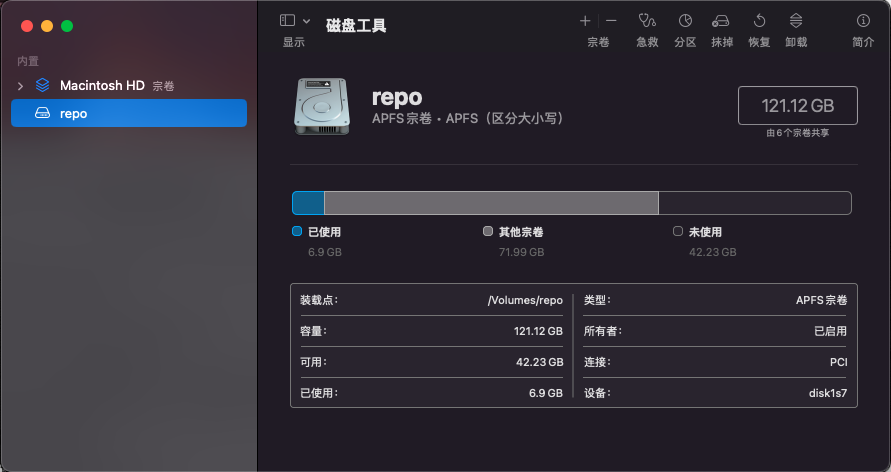 磁盘工具
显示
宗卷
急救
分区
抹掉
恢复
卸载
简介
内置
Macintosh HD 宗卷
repo
repo
APFS 宗卷 • APFS（区分大小写）
121.12 GB
由 6 个宗卷共享
已使用
6.9 GB
其他宗卷
71.99 GB
未使用
42.23 GB
装载点： /Volumes/repo
类型： APFS 宗卷
容量： 121.12 GB
所有者： 已启用
可用： 42.23 GB
连接： PCI
已使用： 6.9 GB
设备： disk1s7